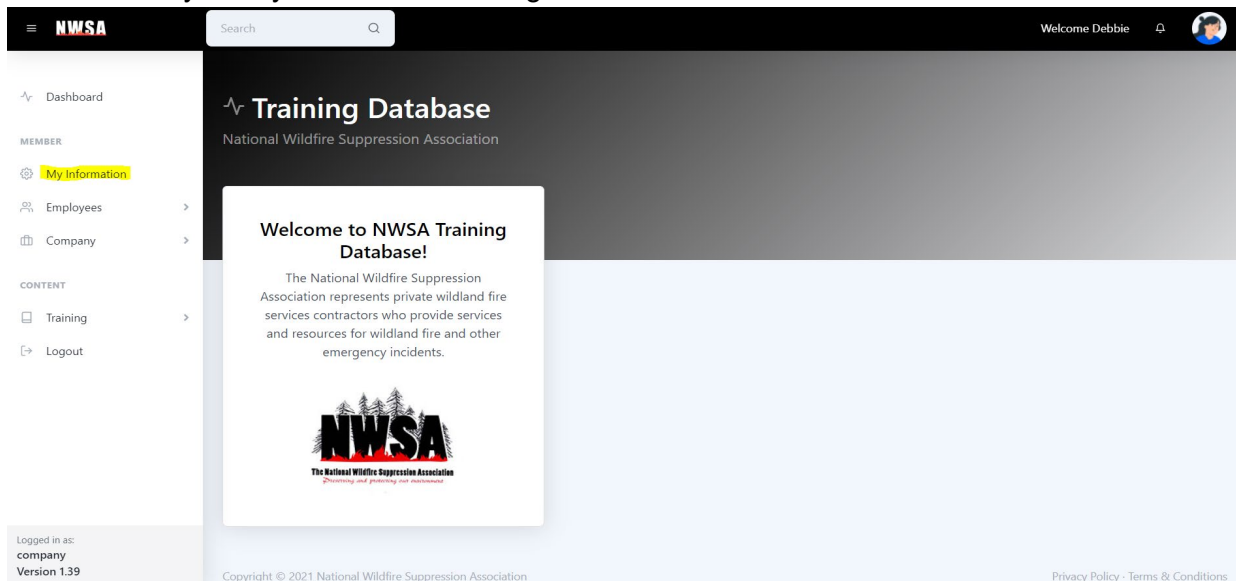 NWSA
Search
Welcome Debbie
Dashboard
MEMBER
My Information
Employees
Company
CONTENT
Training
Logout
Training Database
National Wildfire Suppression Association
Welcome to NWSA Training
Database!
The National Wildfire Suppression
Association represents private wildland fire
services contractors who provide services
and resources for wildland fire and other
emergency incidents.
NWSA
The National Wildfire Suppression Association
Logged in as:
company
Version 1.39
Copyright © 2021 National Wildfire Suppression Association
Privacy Policy · Terms & Conditions